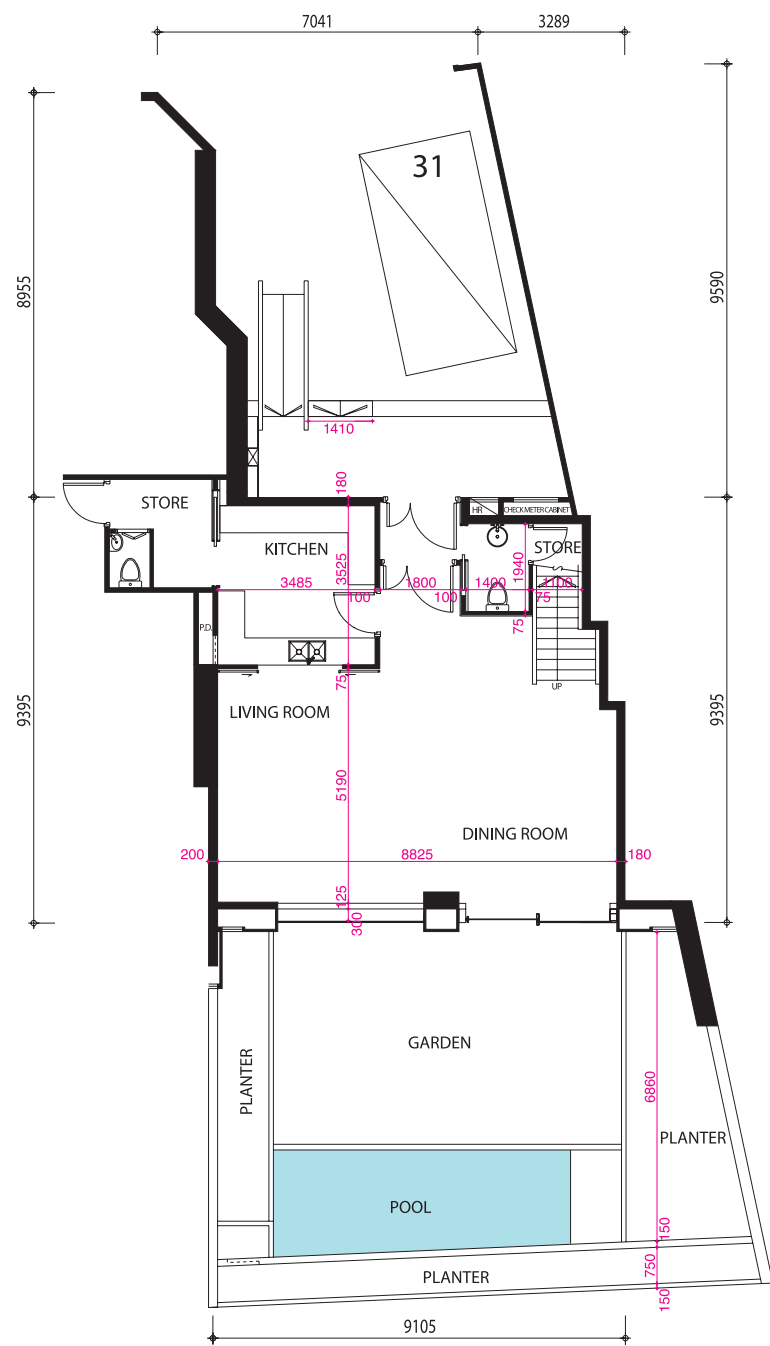 7041
3289
31
8955
9590
1410
180
STORE
HR
CHECK METER CABINET
KITCHEN
STORE
3525
1940
3485
1800
1400
1100
100
100
75
75
P.D.
UP
75
9395
9395
LIVING ROOM
5190
DINING ROOM
200
8825
180
125
300
GARDEN
PLANTER
6860
PLANTER
POOL
150
PLANTER
750
150
9105